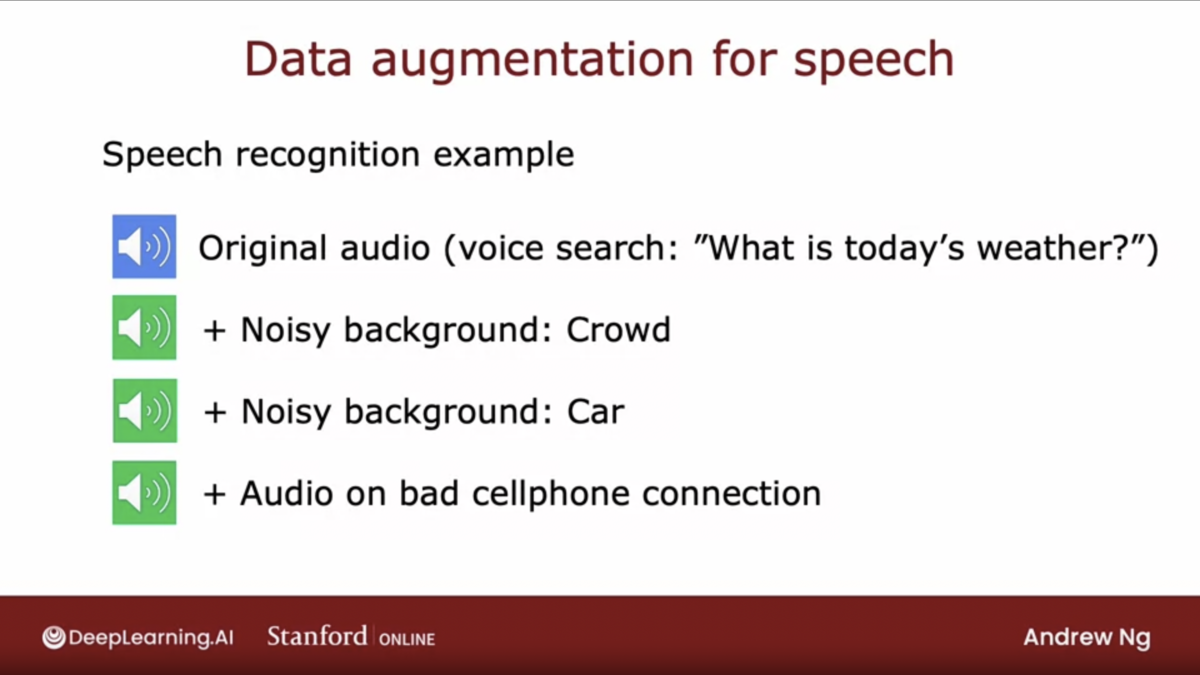 Data augmentation for speech
Speech recognition example
Original audio (voice search: ”What is today’s weather?”)
+ Noisy background: Crowd
+ Noisy background: Car
+ Audio on bad cellphone connection
DeepLearning.AI Stanford ONLINE Andrew Ng